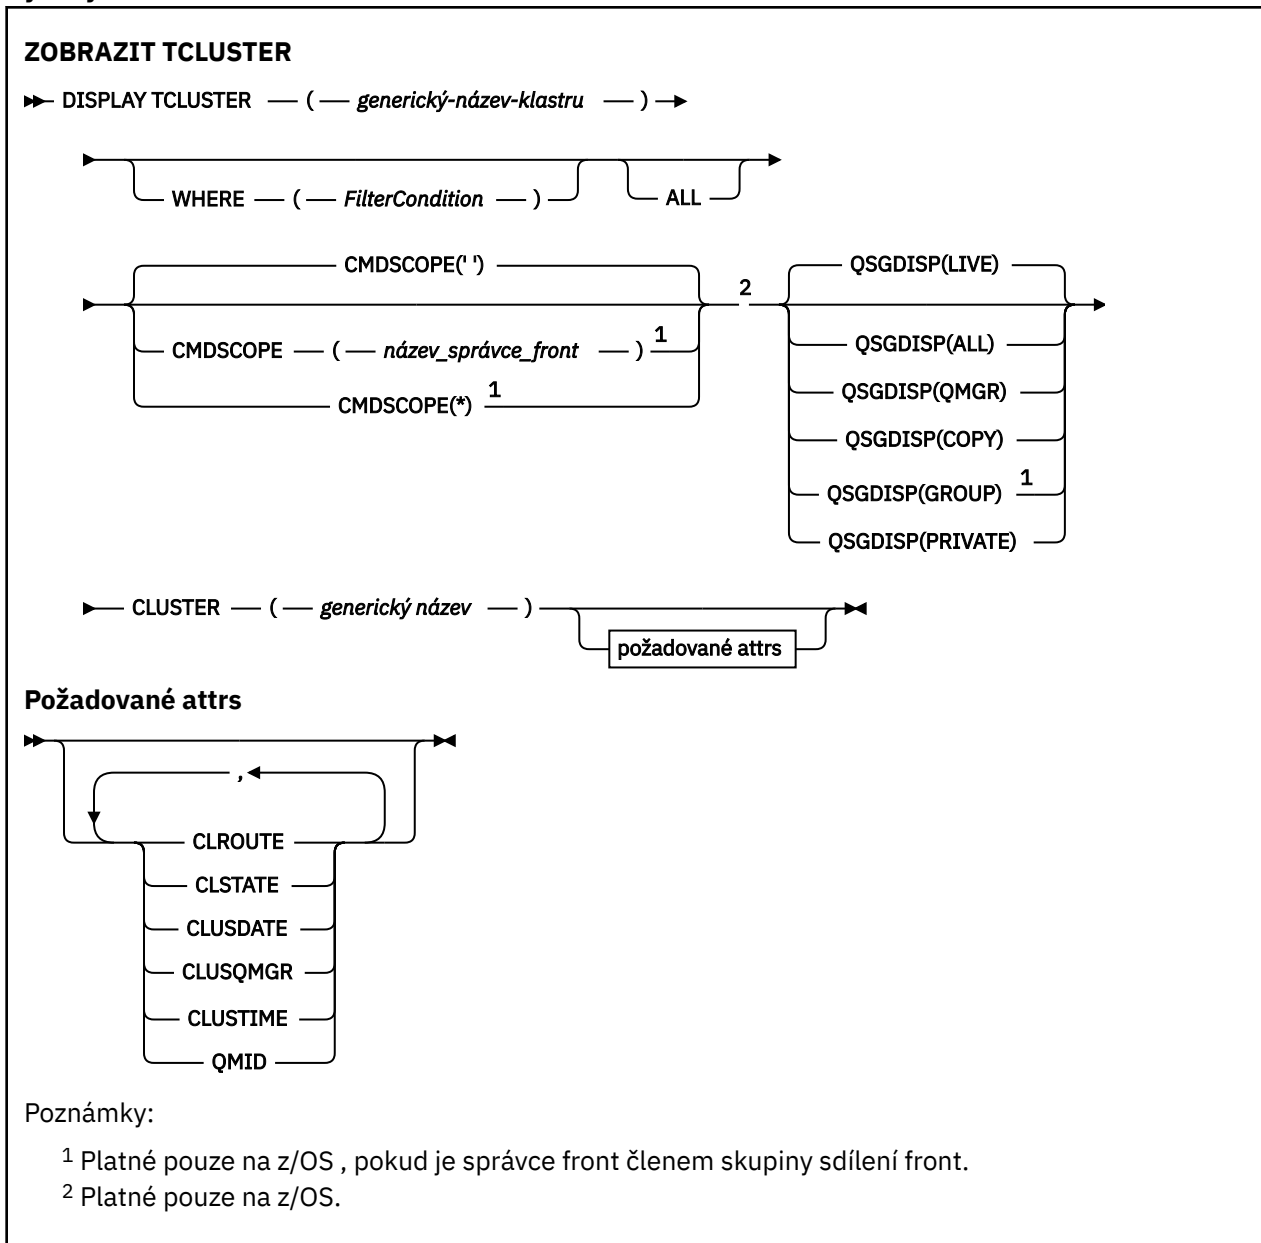 ZOBRAZIT TCLUSTER
DISPLAY TCLUSTER ( generický-název-klastru )
WHERE ( FilterCondition ) ALL
CMDSCOPE(' ')
CMDSCOPE ( název_správce_front ) 1
CMDSCOPE(*) 1
2
QSGDISP(LIVE)
QSGDISP(ALL)
QSGDISP(QMGR)
QSGDISP(COPY)
QSGDISP(GROUP) 1
QSGDISP(PRIVATE)
CLUSTER ( generický název )
požadované attrs
Požadované attrs
,
CLROUTE
CLSTATE
CLUSDATE
CLUSQMGR
CLUSTIME
QMID
Poznámky:
1 Platné pouze na z/OS , pokud je správce front členem skupiny sdílení front.
2 Platné pouze na z/OS.